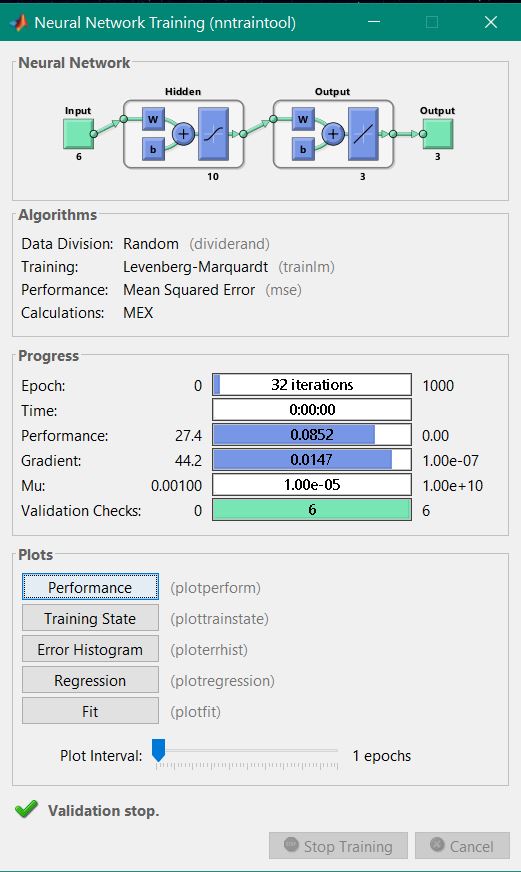 Neural Network Training (nntraintool)
Neural Network
Hidden Output
Input Output
W W
b b
6 10 3 3
Algorithms
Data Division: Random (dividerand)
Training: Levenberg-Marquardt (trainlm)
Performance: Mean Squared Error (mse)
Calculations: MEX
Progress
Epoch: 0 32 iterations 1000
Time: 0:00:00
Performance: 27.4 0.0852 0.00
Gradient: 44.2 0.0147 1.00e-07
Mu: 0.00100 1.00e-05 1.00e+10
Validation Checks: 0 6 6
Plots
Performance (plotperform)
Training State (plottrainstate)
Error Histogram (ploterrhist)
Regression (plotregression)
Fit (plotfit)
Plot Interval: 1 epochs
Validation stop.
Stop Training Cancel